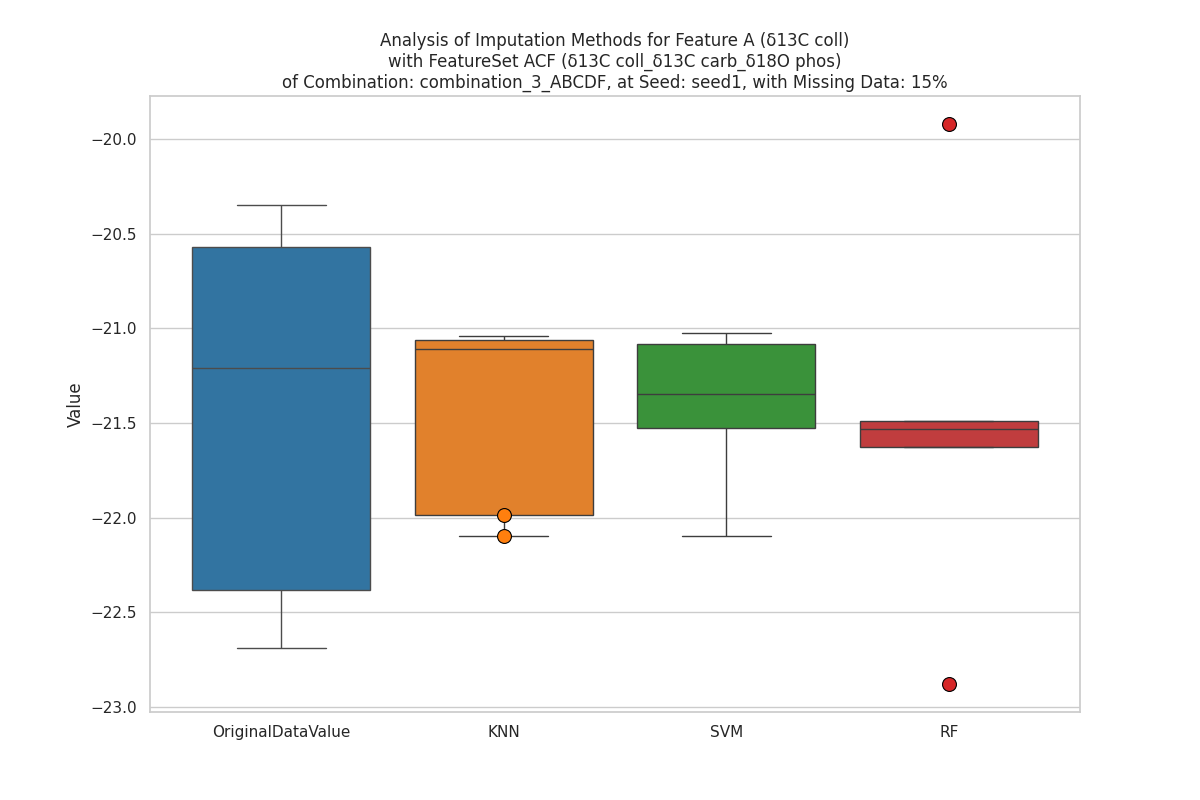 Analysis of Imputation Methods for Feature A (δ13C coll)
with FeatureSet ACF (δ13C coll_δ13C carb_δ18O phos)
of Combination: combination_3_ABCDF, at Seed: seed1, with Missing Data: 15%
−20.0
−20.5
−21.0
−21.5
−22.0
−22.5
−23.0
Value
OriginalDataValue
KNN
SVM
RF